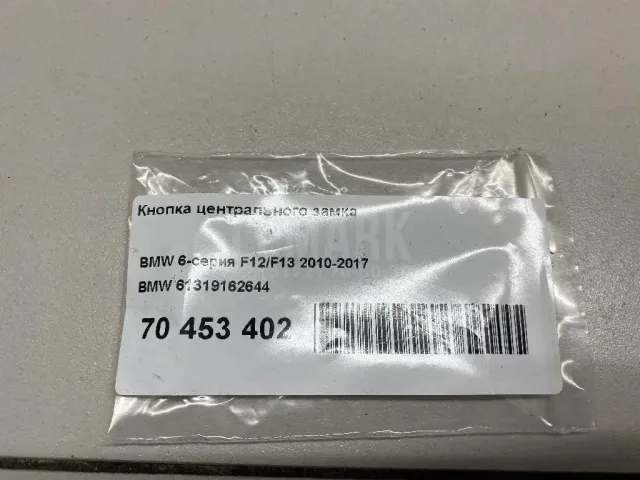 Кнопка центрального замка
BMW 6-серия F12/F13 2010-2017
BMW 61319162644
70 453 402